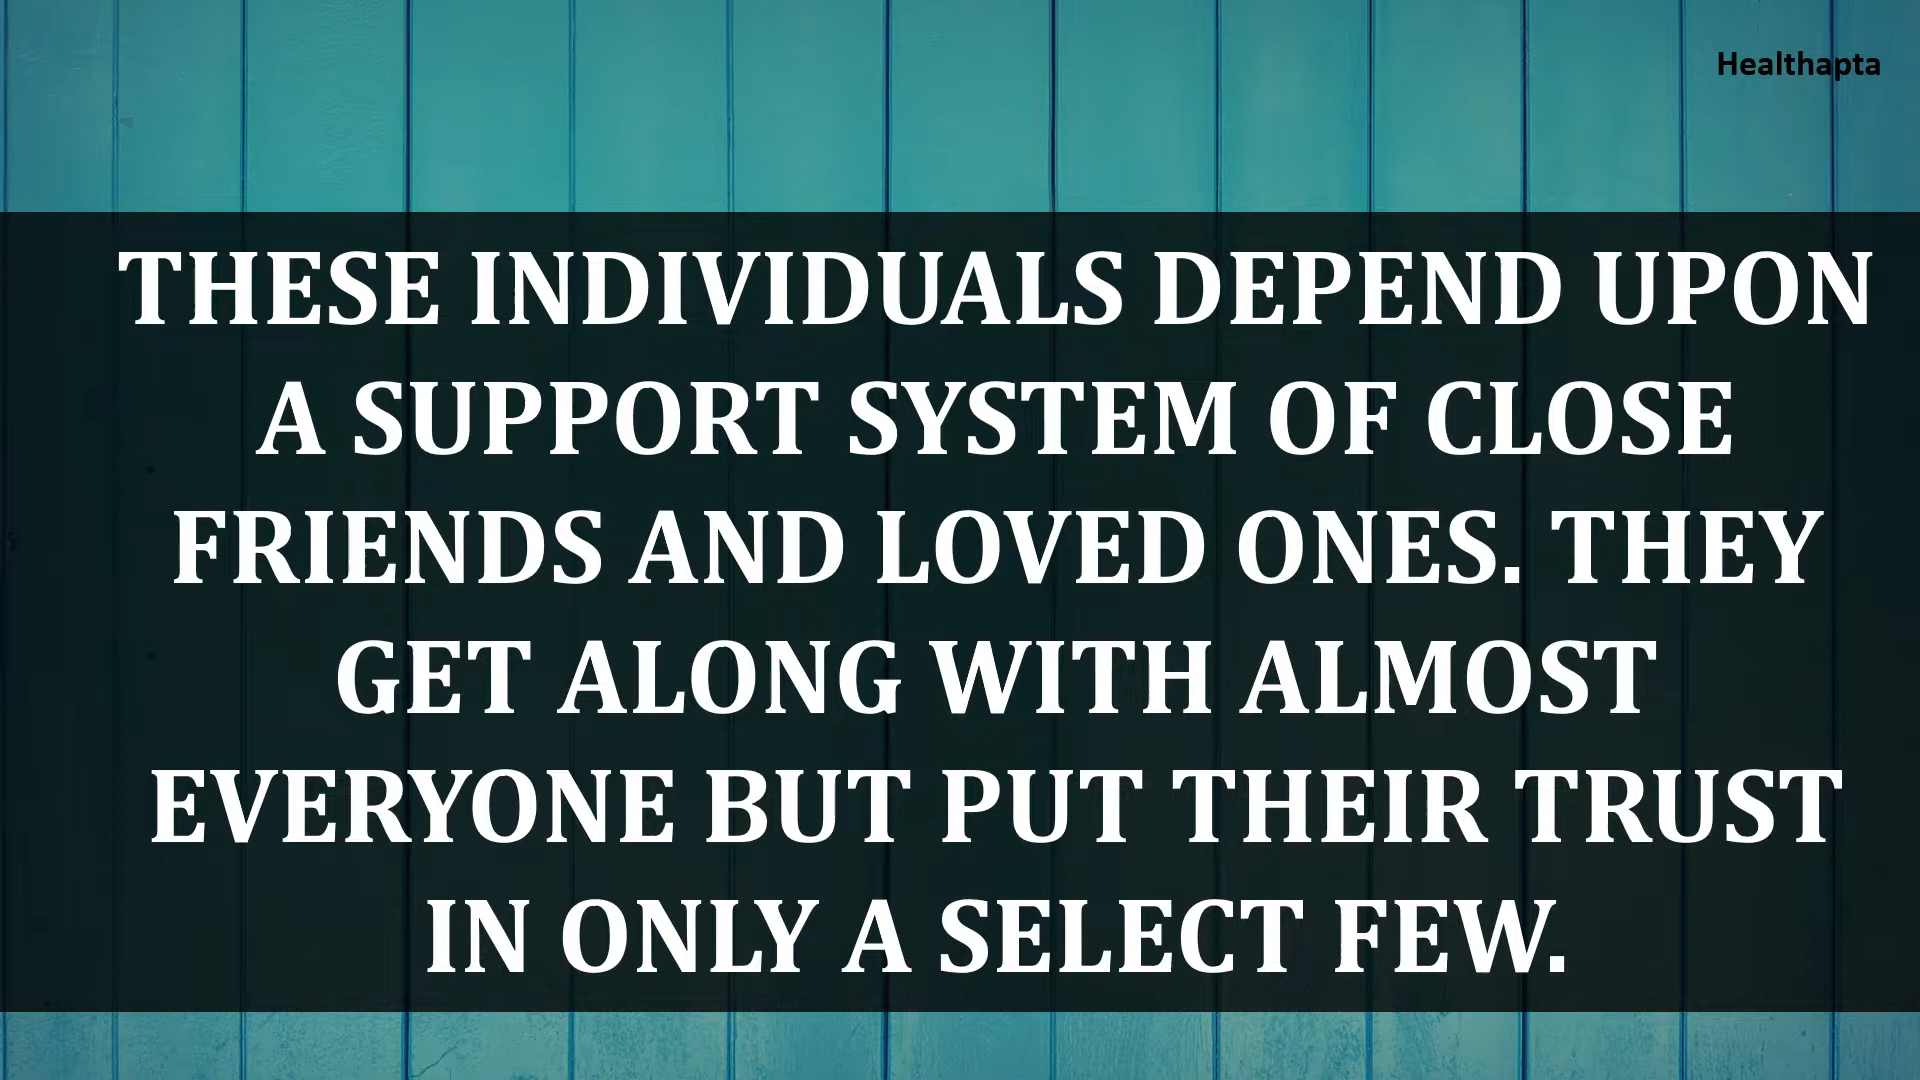 Healthapta
THESE INDIVIDUALS DEPEND UPON
A SUPPORT SYSTEM OF CLOSE
FRIENDS AND LOVED ONES. THEY
GET ALONG WITH ALMOST
EVERYONE BUT PUT THEIR TRUST
IN ONLY A SELECT FEW.